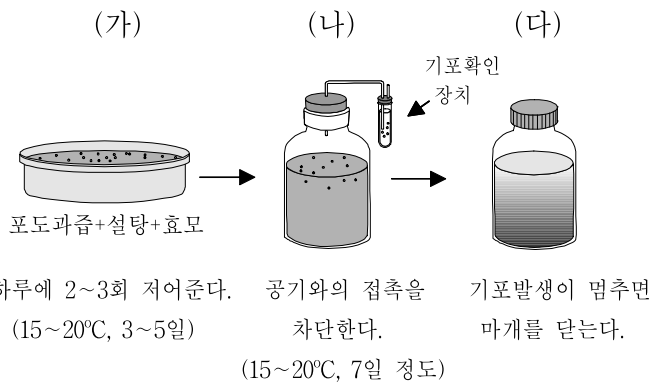 (가)
(나)
(다)
기포확인
장치
포도과즙+설탕+효모
하루에 2~3회 저어준다.
(15~20℃, 3~5일)
공기와의 접촉을
차단한다.
(15~20℃, 7일 정도)
기포발생이 멈추면
마개를 닫는다.